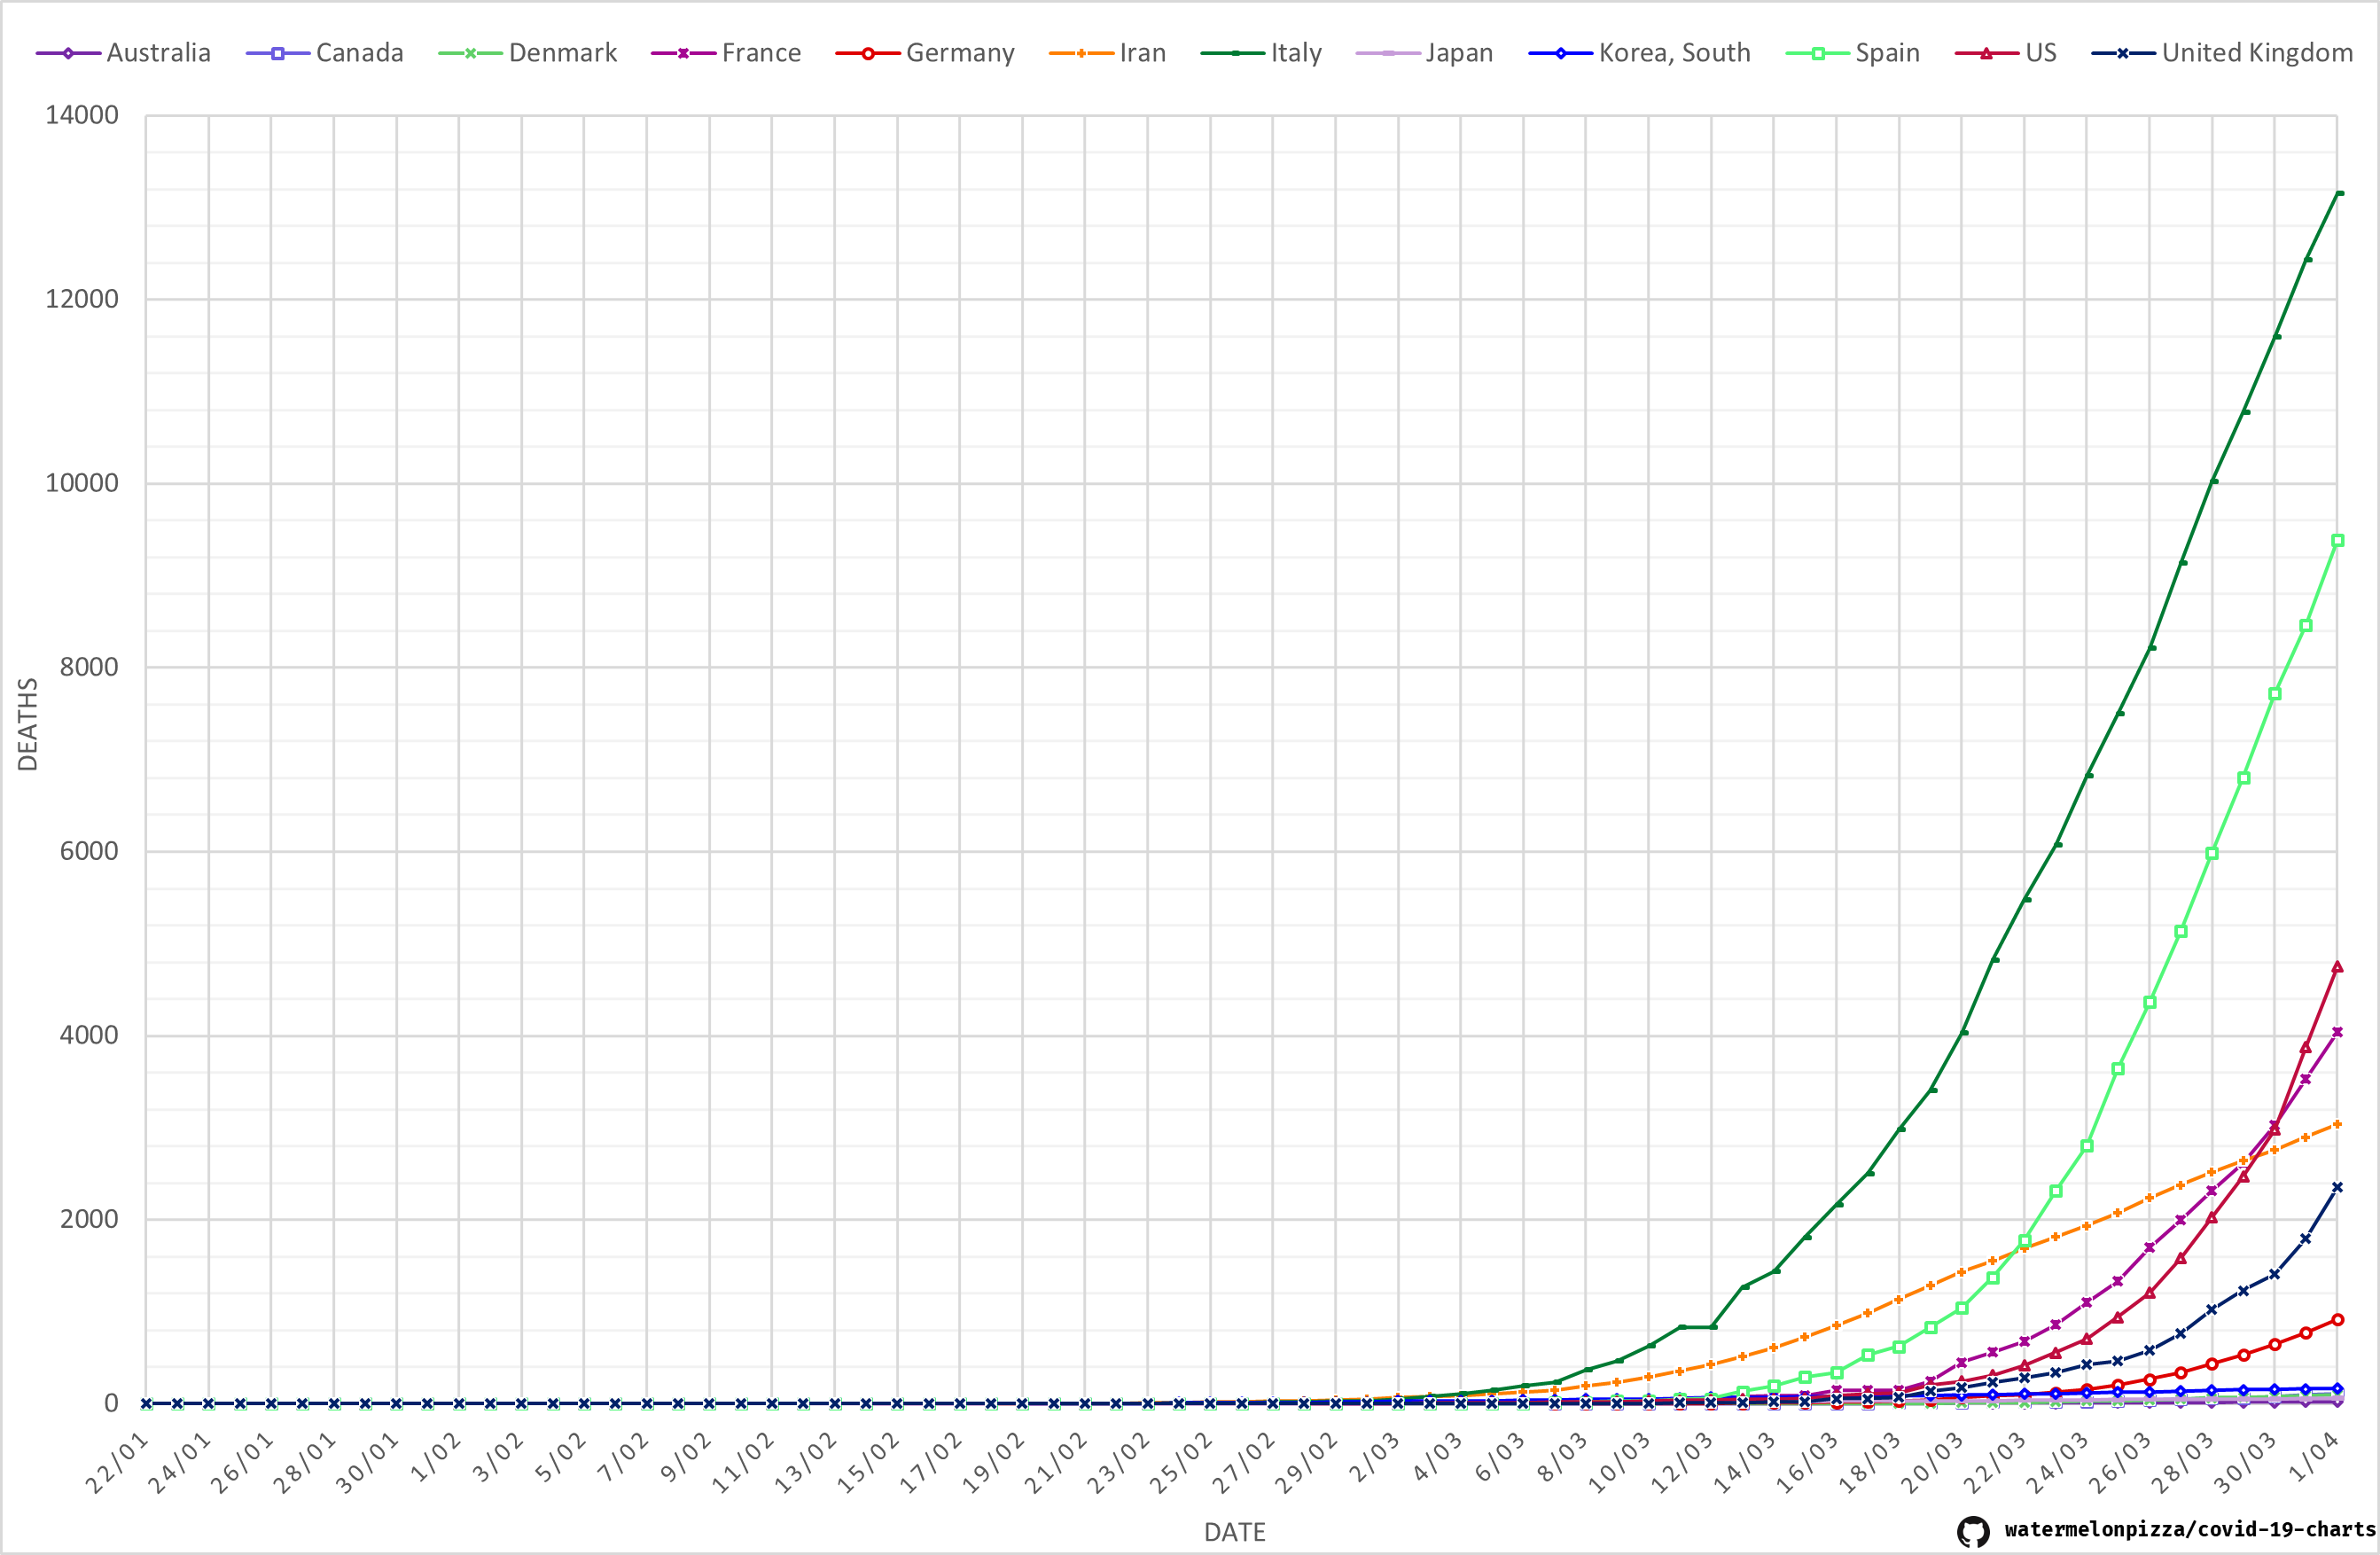 Australia Canada Denmark France Germany Iran Italy Japan Korea, South Spain US United Kingdom
14000
12000
10000
8000
6000
4000
2000
0
DEATHS
22/01 24/01 26/01 28/01 30/01 1/02 3/02 5/02 7/02 9/02 11/02 13/02 15/02 17/02 19/02 21/02 23/02 25/02 27/02 29/02 2/03 4/03 6/03 8/03 10/03 12/03 14/03 16/03 18/03 20/03 22/03 24/03 26/03 28/03 30/03 1/04
DATE
watermelonpizza/covid-19-charts